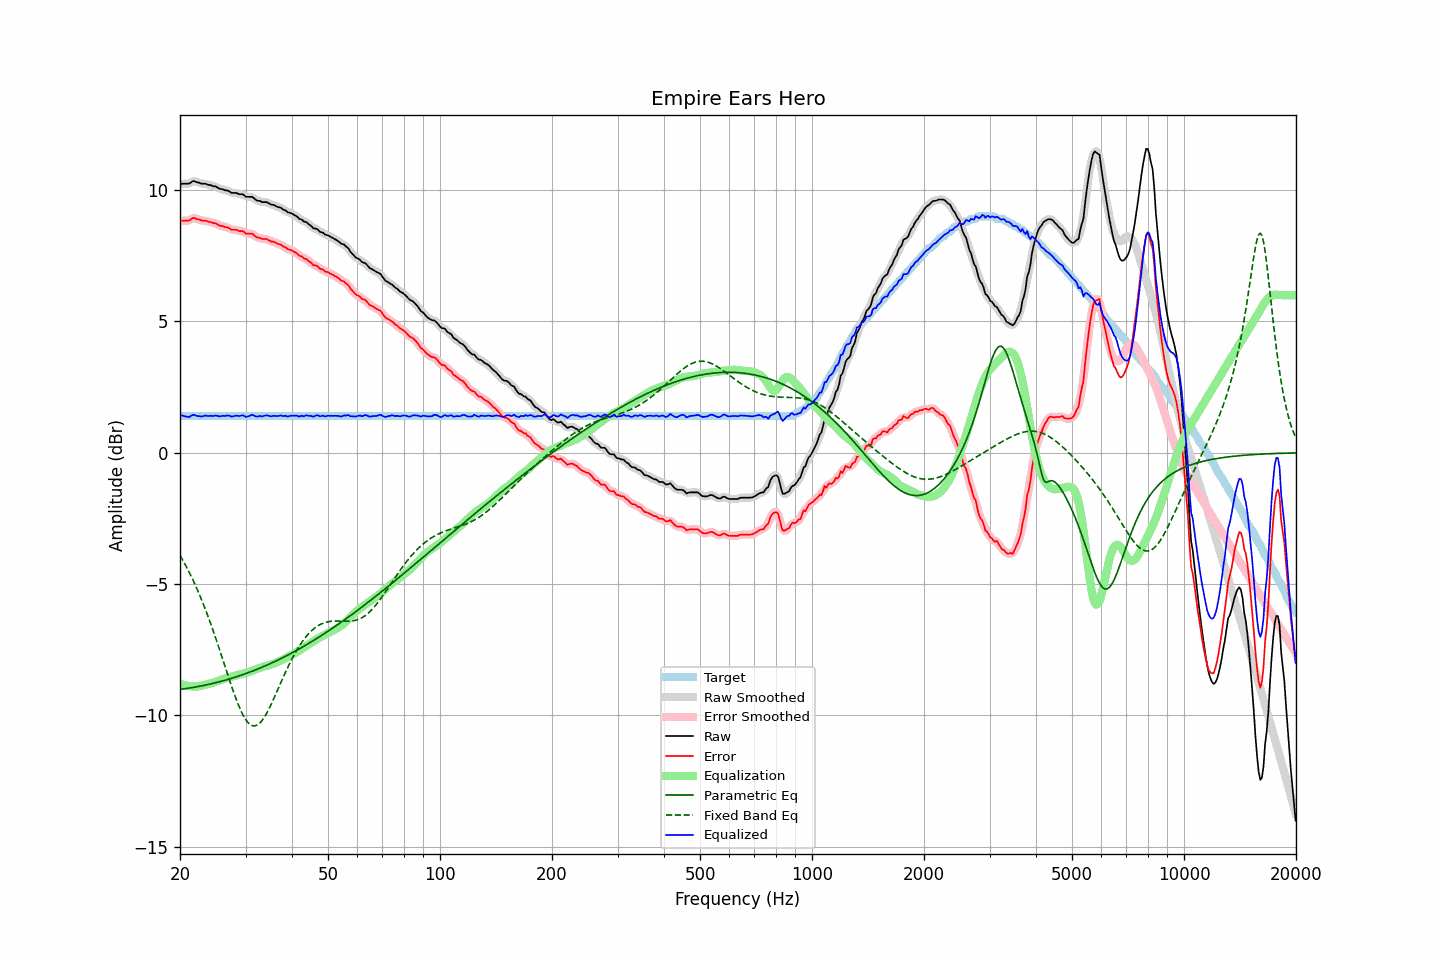 Empire Ears Hero
Amplitude (dBr)
10
5
0
−5
−10
−15
Target
Raw Smoothed
Error Smoothed
Raw
Error
Equalization
Parametric Eq
Fixed Band Eq
Equalized
20 50 100 200 500 1000 2000 5000 10000 20000
Frequency (Hz)